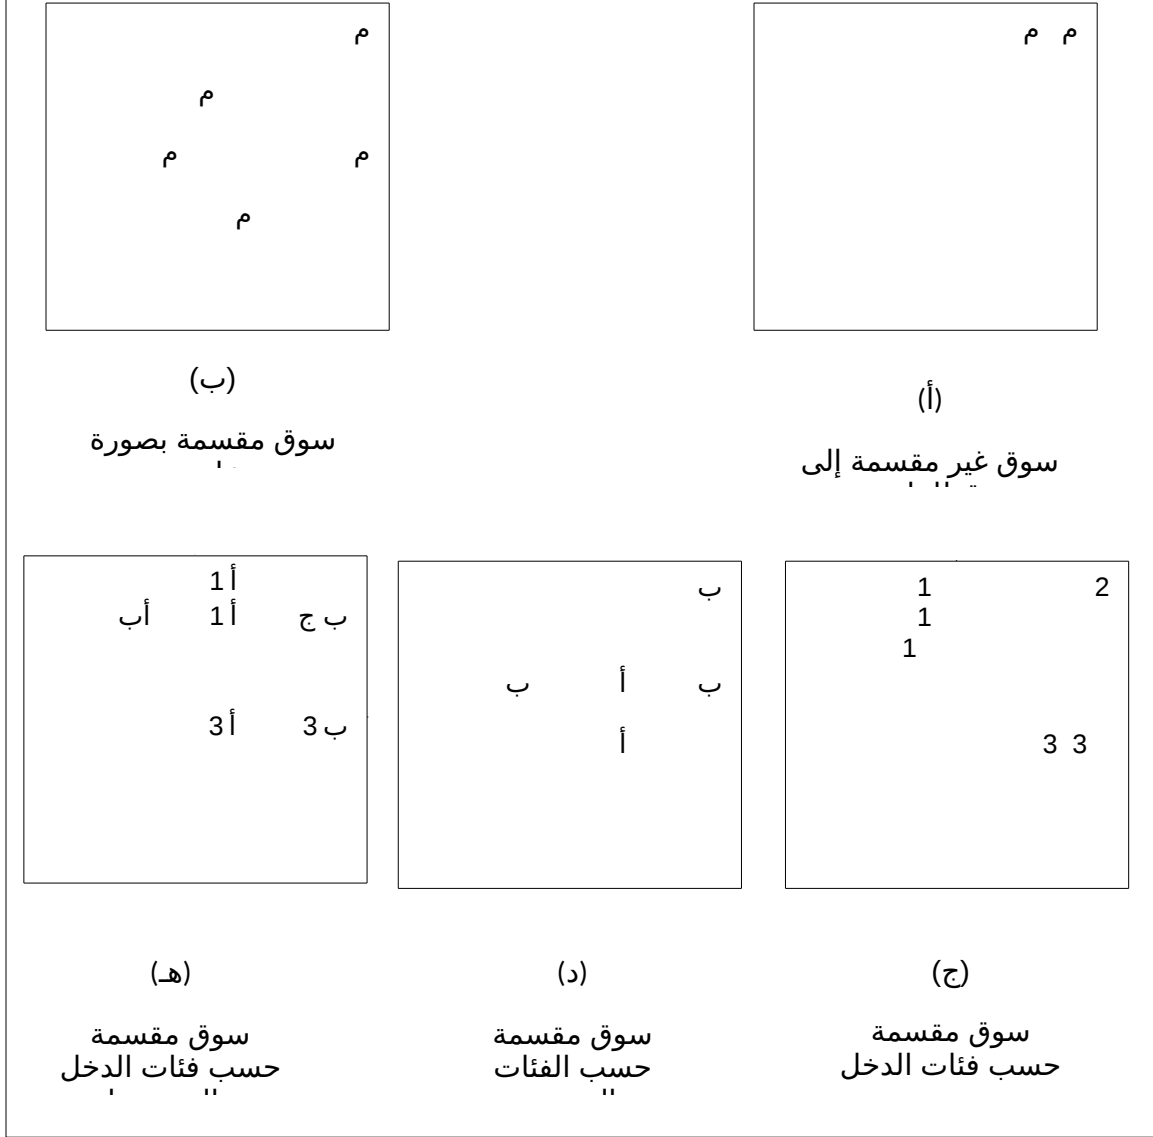 م م
م
م
م م
م
(أ)
سوق غير مقسمة إلى
(ب)
سوق مقسمة بصورة
2 1
1
1
3 3
ب
ب أ ب
أ
أ 1
ب ج أ 1 أب
ب 3 أ 3
(ج)
سوق مقسمة
حسب فئات الدخل
(د)
سوق مقسمة
حسب الفئات
(هـ)
سوق مقسمة
حسب فئات الدخل